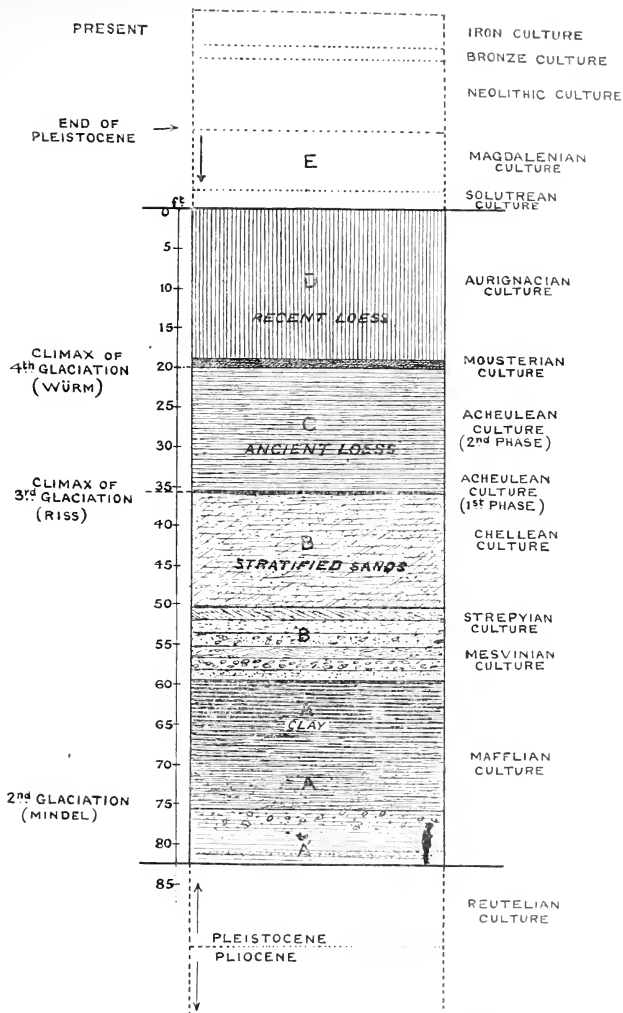 PRESENT
IRON CULTURE
BRONZE CULTURE
NEOLITHIC CULTURE
END OF
PLEISTOCENE
E
MAGDALENIAN
CULTURE
SOLUTREAN
CULTURE
ft
0
5
10
15
D
RECENT LOESS
AURIGNACIAN
CULTURE
CLIMAX OF
4th GLACIATION
(WÜRM)
20
MOUSTERIAN
CULTURE
25
30
35
C
ANCIENT LOESS
ACHEULEAN
CULTURE
(2nd PHASE)
CLIMAX OF
3rd GLACIATION
(RISS)
ACHEULEAN
CULTURE
(1st PHASE)
40
45
50
B
STRATIFIED SANDS
CHELLEAN
CULTURE
55
B
STREPYIAN
CULTURE
MESVINIAN
CULTURE
60
65
70
75
80
A
CLAY
A
A
MAFFLIAN
CULTURE
2nd GLACIATION
(MINDEL)
85
REUTELIAN
CULTURE
PLEISTOCENE
PLIOCENE